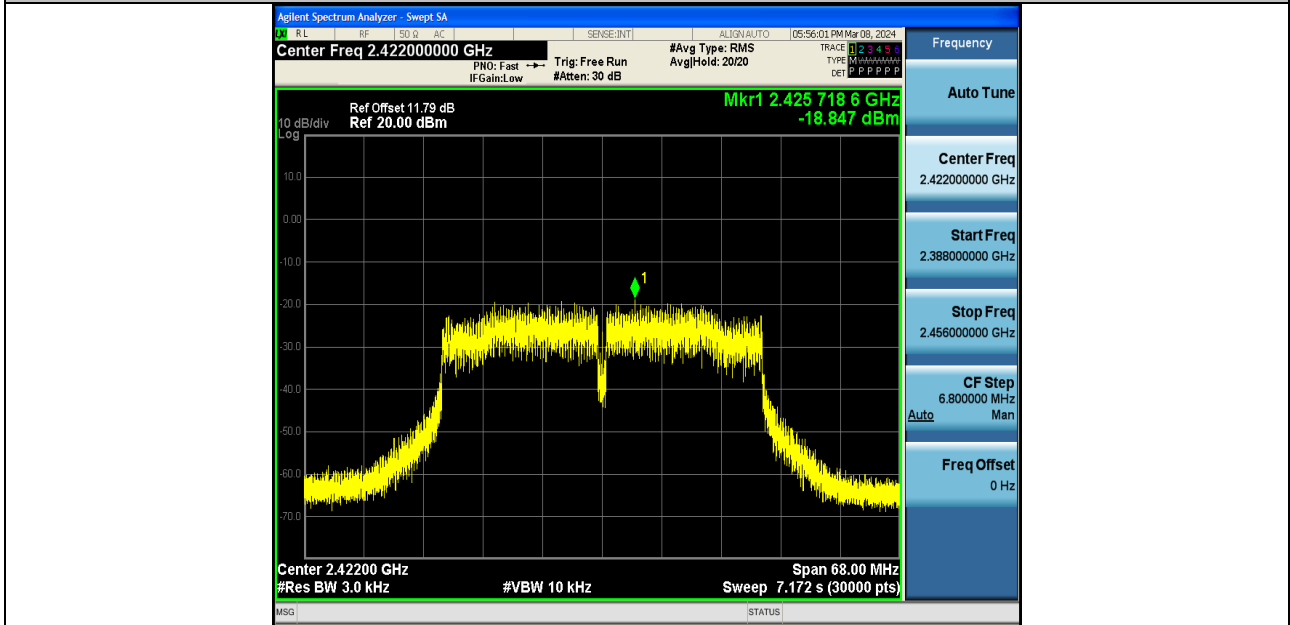 Agilent Spectrum Analyzer - Swept SA
LXI RL RF 50 Ω AC SENSE:INT ALIGNAUTO 05:56:01 PM Mar 08, 2024
Center Freq 2.422000000 GHz
PNO: Fast
IFGain:Low
Trig: Free Run
#Atten: 30 dB
#Avg Type: RMS
Avg|Hold: 20/20
TRACE 1 2 3 4 5 6
TYPE M
DET P P P P P P
Ref Offset 11.79 dB
10 dB/div Ref 20.00 dBm
Log
Mkr1 2.425 718 6 GHz
-18.847 dBm
10.0
0.00
-10.0
-20.0
-30.0
-40.0
-50.0
-60.0
-70.0
1
Center 2.42200 GHz
Span 68.00 MHz
#Res BW 3.0 kHz
#VBW 10 kHz
Sweep 7.172 s (30000 pts)
MSG
STATUS
Frequency
Auto Tune
Center Freq
2.422000000 GHz
Start Freq
2.388000000 GHz
Stop Freq
2.456000000 GHz
CF Step
6.800000 MHz
Auto Man
Freq Offset
0 Hz